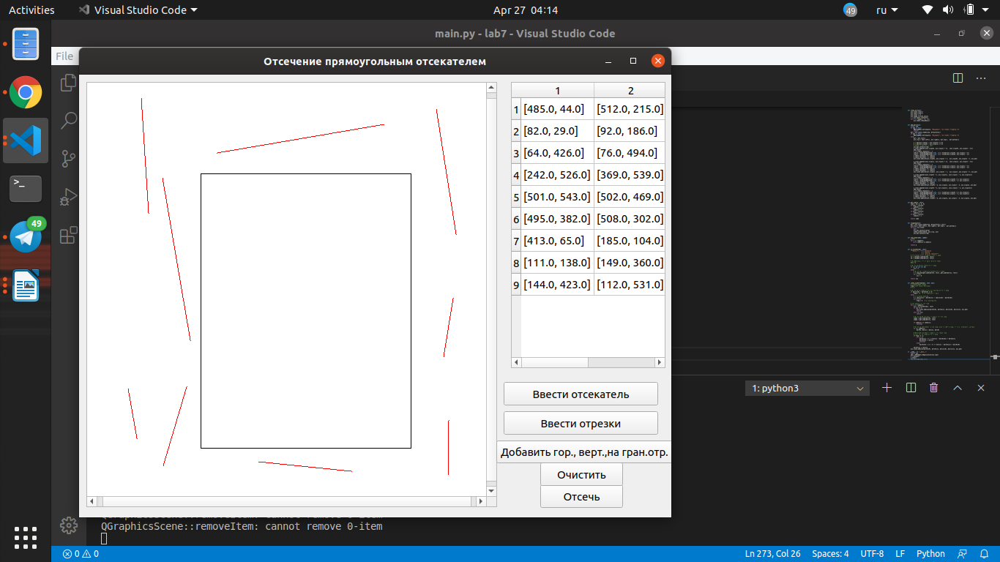 Activities Visual Studio Code Apr 27 04:14 49 ru
main.py - lab7 - Visual Studio Code
File
Отсечение прямоугольным отсекателем
1 2
1 [485.0, 44.0] [512.0, 215.0]
2 [82.0, 29.0] [92.0, 186.0]
3 [64.0, 426.0] [76.0, 494.0]
4 [242.0, 526.0] [369.0, 539.0]
5 [501.0, 543.0] [502.0, 469.0]
6 [495.0, 382.0] [508.0, 302.0]
7 [413.0, 65.0] [185.0, 104.0]
8 [111.0, 138.0] [149.0, 360.0]
9 [144.0, 423.0] [112.0, 531.0]
49
1: python3
Ввести отсекатель
Ввести отрезки
Добавить гор., верт.,на гран.отр.
Очистить
Отсечь
QGraphicsScene::removeItem: cannot remove 0-item
0 0 Ln 273, Col 26 Spaces: 4 UTF-8 LF Python